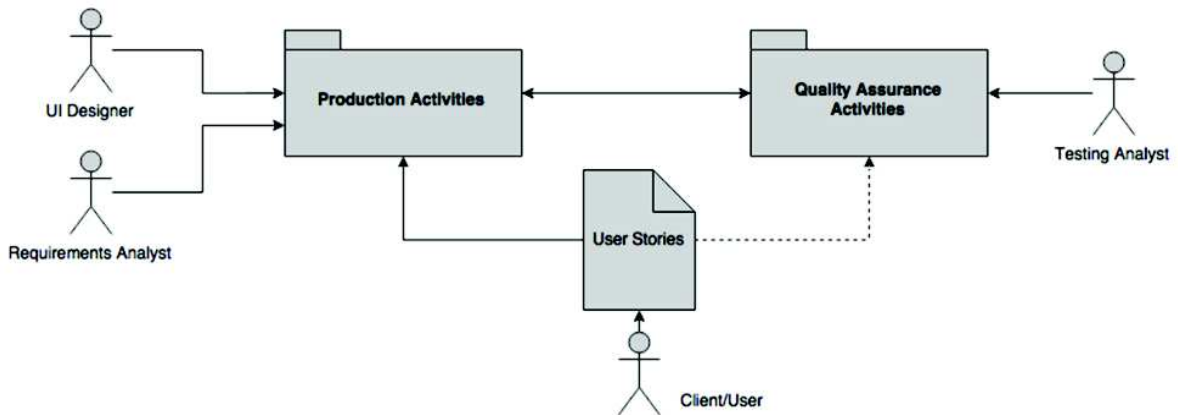 UI Designer
Production Activities
Quality Assurance
Activities
Testing Analyst
Requirements Analyst
User Stories
Client/User